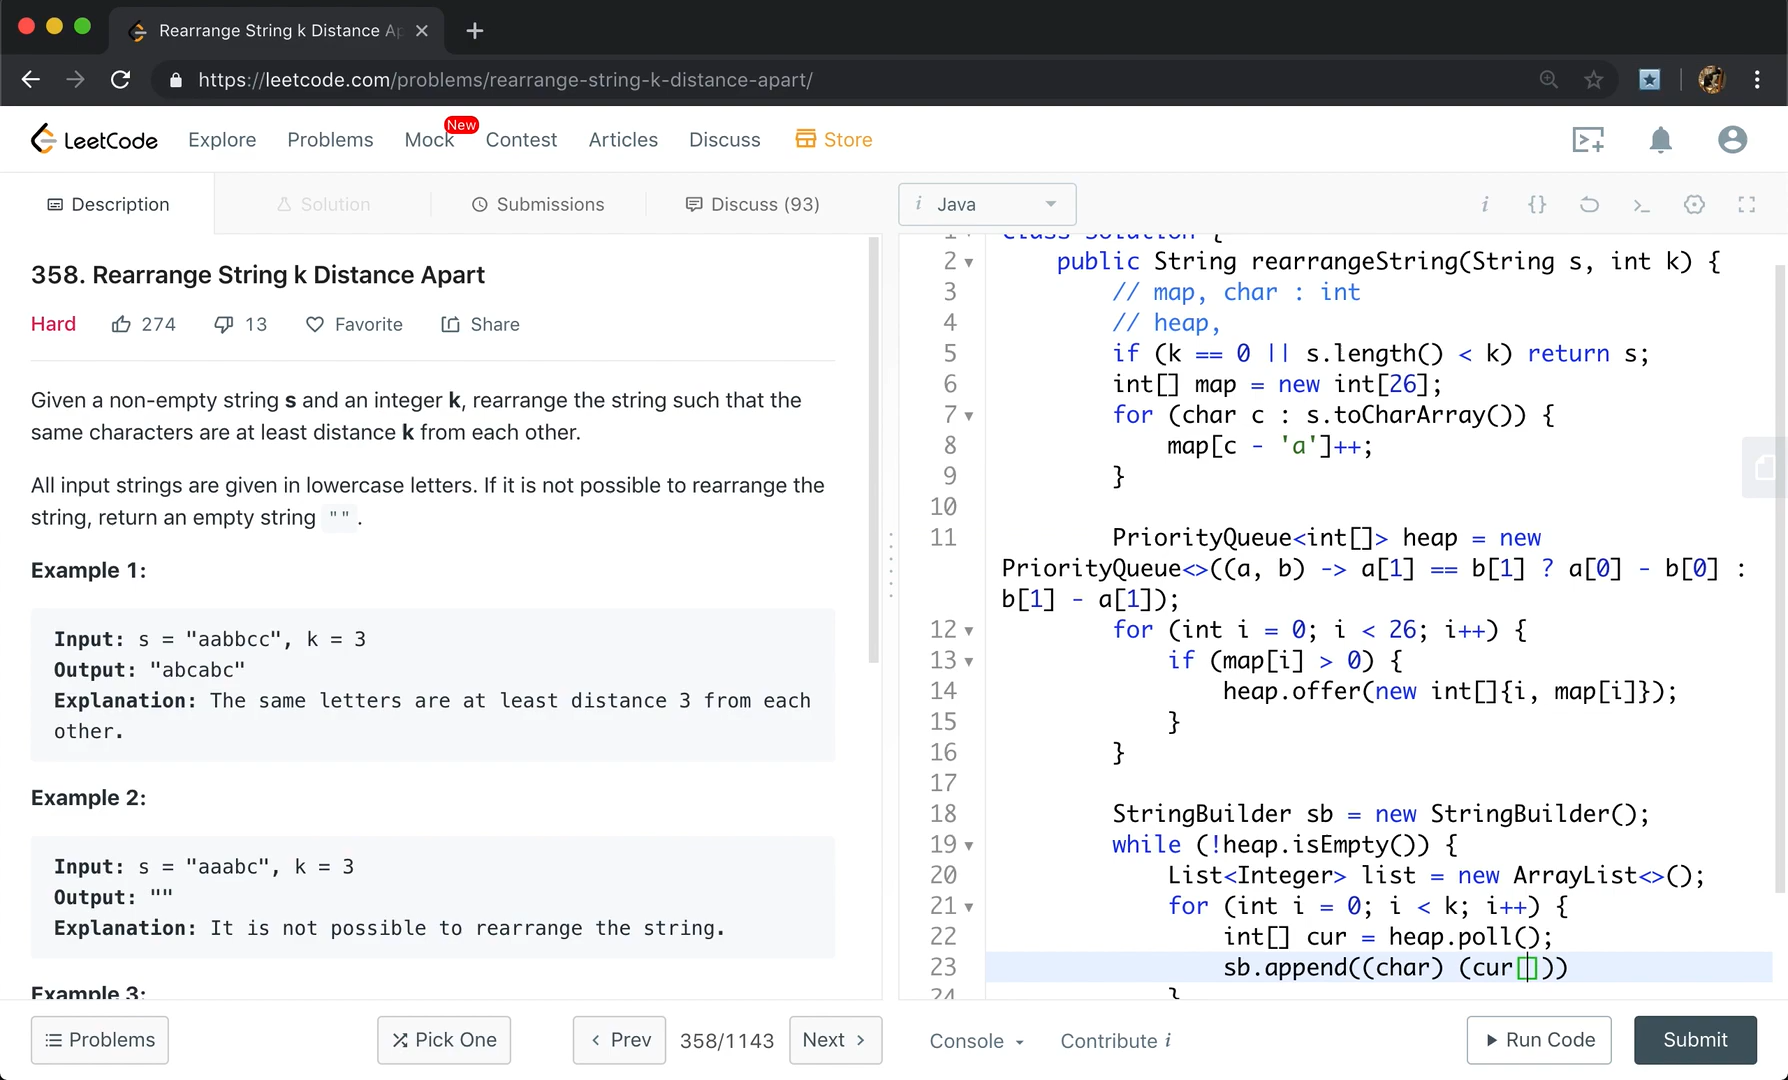 Rearrange String k Distance Ap
https://leetcode.com/problems/rearrange-string-k-distance-apart/
LeetCode
Explore
Problems
Mock
New
Contest
Articles
Discuss
Store
Description
Solution
Submissions
Discuss (93)
i Java
358. Rearrange String k Distance Apart
Hard 274 13 Favorite Share
Given a non-empty string s and an integer k, rearrange the string such that the
same characters are at least distance k from each other.
All input strings are given in lowercase letters. If it is not possible to rearrange the
string, return an empty string "".
Example 1:
Input: s = "aabbcc", k = 3
Output: "abcabc"
Explanation: The same letters are at least distance 3 from each
other.
Example 2:
Input: s = "aaabc", k = 3
Output: ""
Explanation: It is not possible to rearrange the string.
Example 3:
1 class Solution {
2 public String rearrangeString(String s, int k) {
3 // map, char : int
4 // heap,
5 if (k == 0 || s.length() < k) return s;
6 int[] map = new int[26];
7 for (char c : s.toCharArray()) {
8 map[c - 'a']++;
9 }
10
11 PriorityQueue<int[]> heap = new
PriorityQueue<>((a, b) -> a[1] == b[1] ? a[0] - b[0] :
b[1] - a[1]);
12 for (int i = 0; i < 26; i++) {
13 if (map[i] > 0) {
14 heap.offer(new int[]{i, map[i]});
15 }
16 }
17
18 StringBuilder sb = new StringBuilder();
19 while (!heap.isEmpty()) {
20 List<Integer> list = new ArrayList<>();
21 for (int i = 0; i < k; i++) {
22 int[] cur = heap.poll();
23 sb.append((char) (cur[]))
24 }
Problems
Pick One
Prev
358/1143
Next
Console
Contribute i
Run Code
Submit